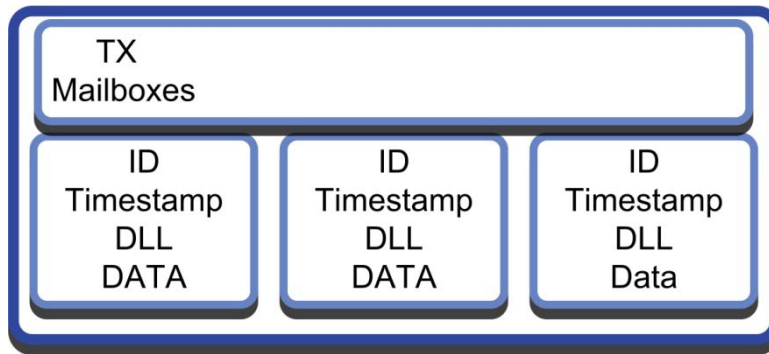 TX
Mailboxes
ID
Timestamp
DLL
DATA
ID
Timestamp
DLL
DATA
ID
Timestamp
DLL
Data